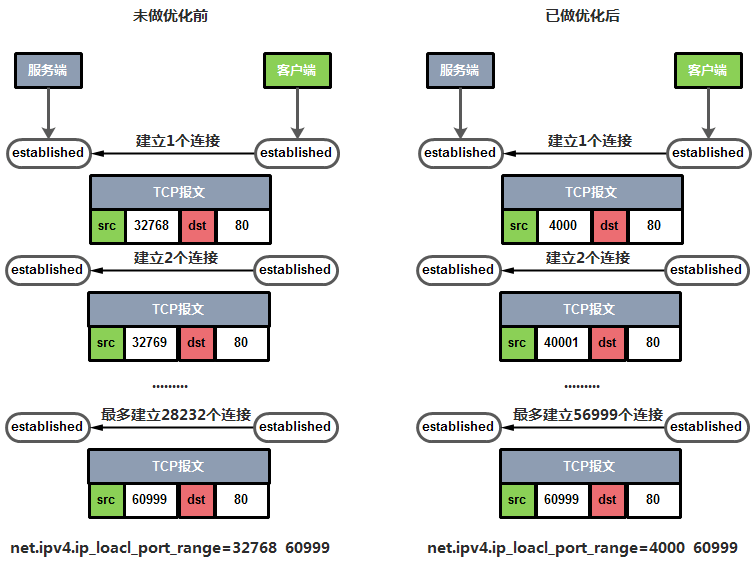 未做优化前
服务端 客户端
established 建立1个连接 established
TCP报文
src 32768 dst 80
established 建立2个连接 established
TCP报文
src 32769 dst 80
.........
established 最多建立28232个连接 established
TCP报文
src 60999 dst 80
net.ipv4.ip_loacl_port_range=32768 60999
已做优化后
服务端 客户端
established 建立1个连接 established
TCP报文
src 4000 dst 80
established 建立2个连接 established
TCP报文
src 40001 dst 80
.........
established 最多建立56999个连接 established
TCP报文
src 60999 dst 80
net.ipv4.ip_loacl_port_range=4000 60999